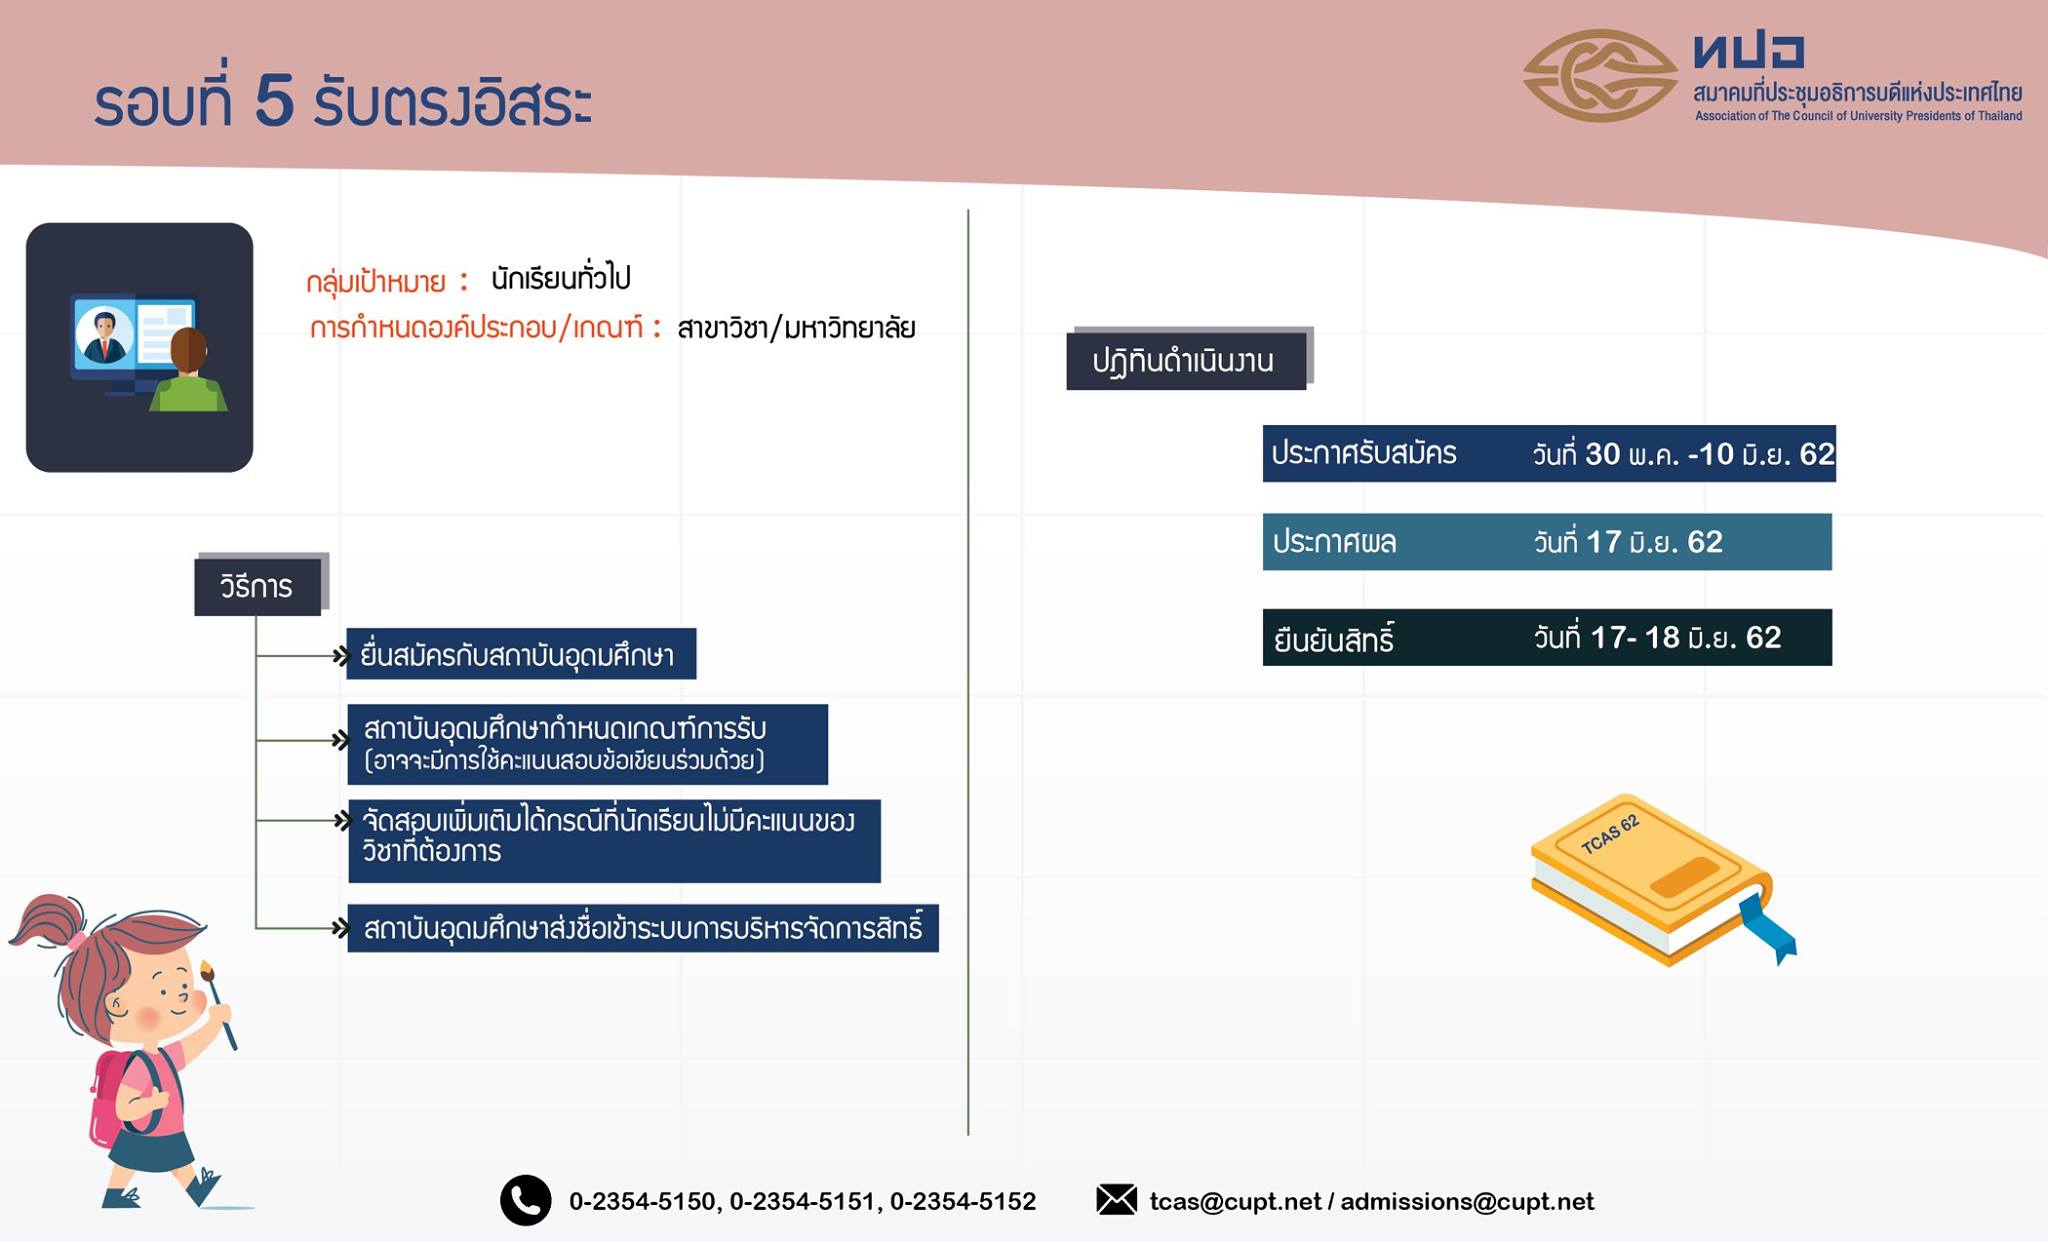 รอบที่ 5 รับตรงอิสระ
ทปอ
สมาคมที่ประชุมอธิการบดีแห่งประเทศไทย
Association of The Council of University Presidents of Thailand
กลุ่มเป้าหมาย : นักเรียนทั่วไป
การกำหนดองค์ประกอบ/เกณฑ์ : สาขาวิชา/มหาวิทยาลัย
วิธีการ
ยื่นสมัครกับสถาบันอุดมศึกษา
สถาบันอุดมศึกษากำหนดเกณฑ์การรับ
(อาจจะมีการใช้คะแนนสอบข้อเขียนร่วมด้วย)
จัดสอบเพิ่มเติมได้กรณีที่นักเรียนไม่มีคะแนนของ
วิชาที่ต้องการ
สถาบันอุดมศึกษาส่งชื่อเข้าระบบการบริหารจัดการสิทธิ์
ปฏิทินดำเนินงาน
ประกาศรับสมัคร วันที่ 30 พ.ค. -10 มิ.ย. 62
ประกาศผล วันที่ 17 มิ.ย. 62
ยืนยันสิทธิ์ วันที่ 17- 18 มิ.ย. 62
TCAS 62
0-2354-5150, 0-2354-5151, 0-2354-5152
tcas@cupt.net / admissions@cupt.net